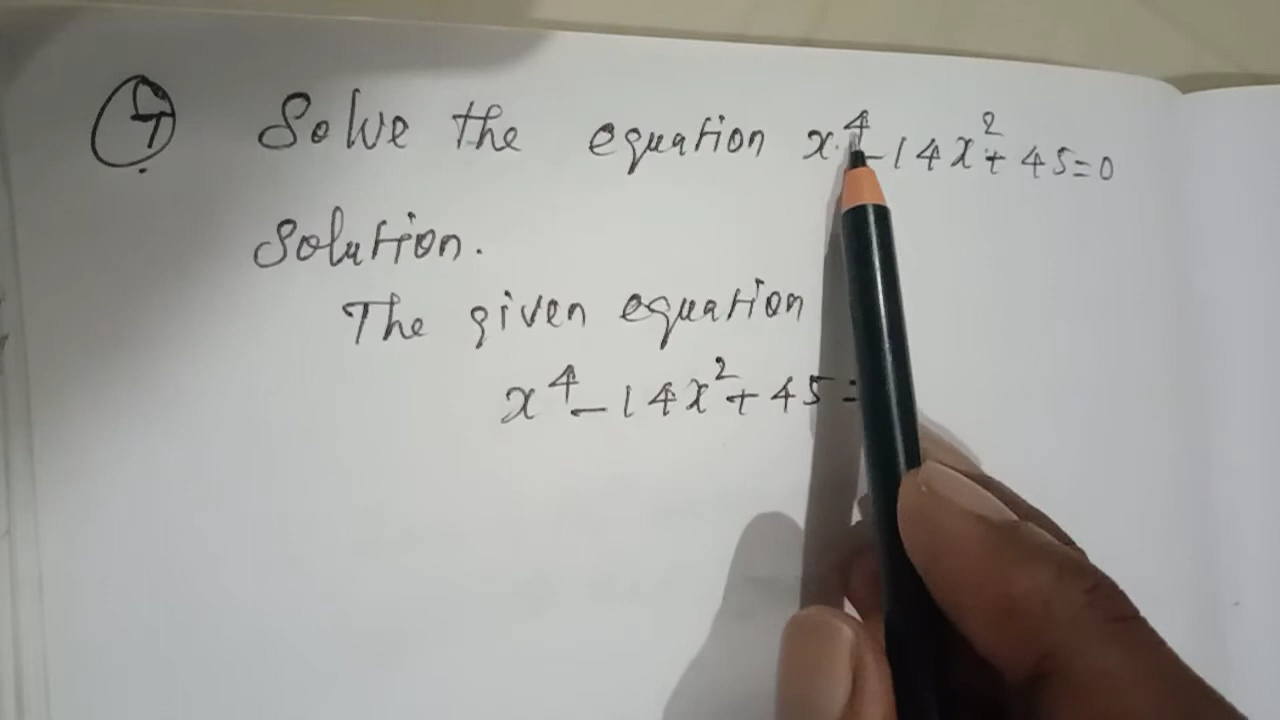 Q. Solve the equation x⁴-14x²+45=0
Solution.
The given equation
x⁴-14x²+45=